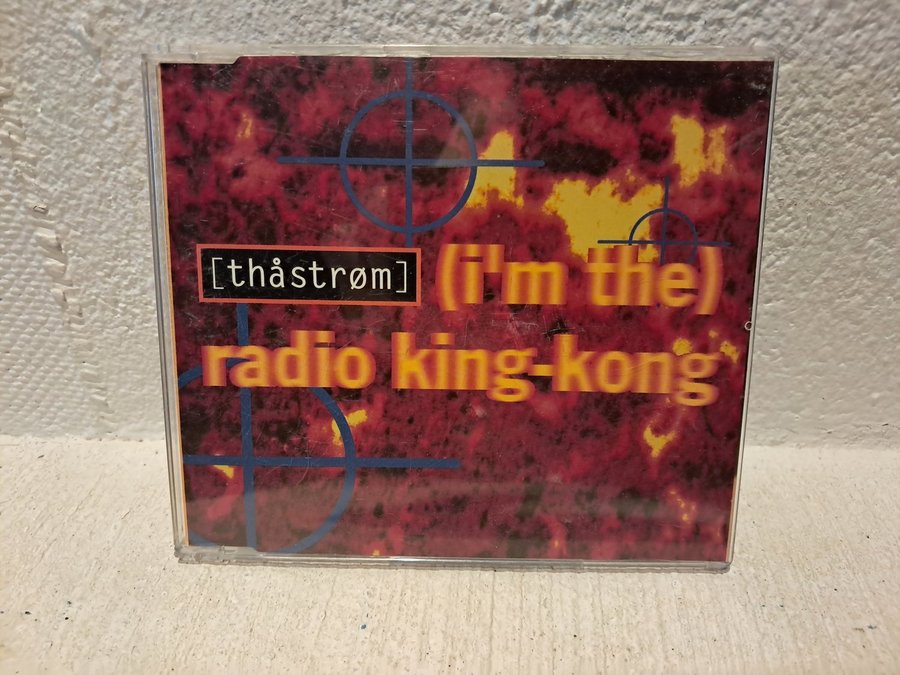 [thåstrøm] (i'm the)
radio king-kong